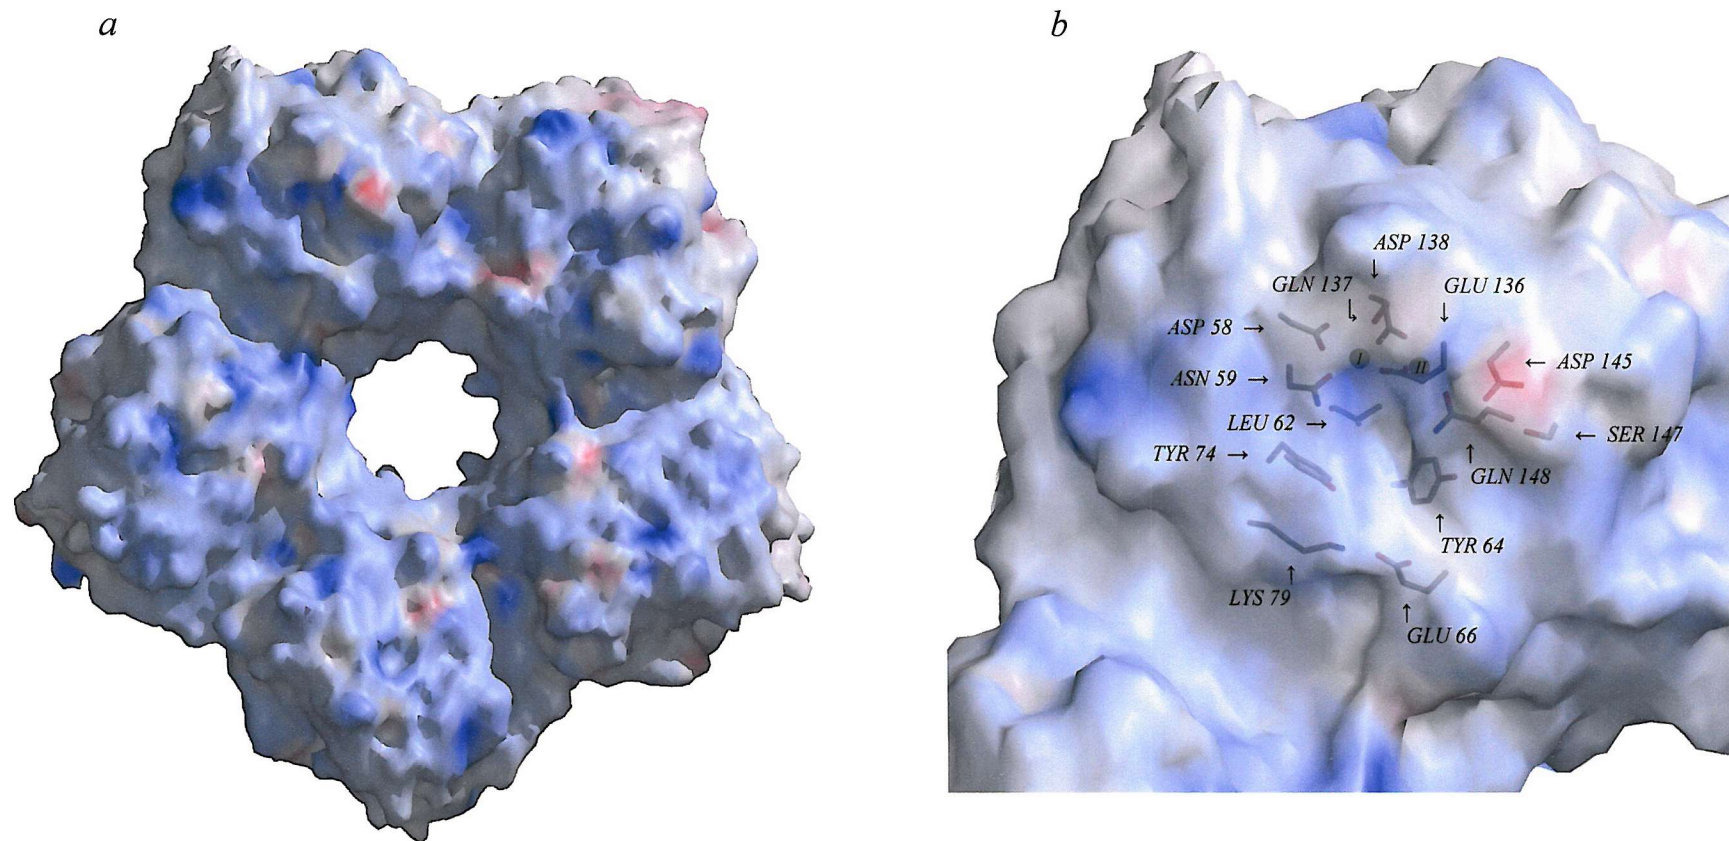 a
b
ASP 138
GLN 137
GLU 136
ASP 58
I
II
ASP 145
ASN 59
LEU 62
SER 147
TYR 74
GLN 148
TYR 64
LYS 79
GLU 66